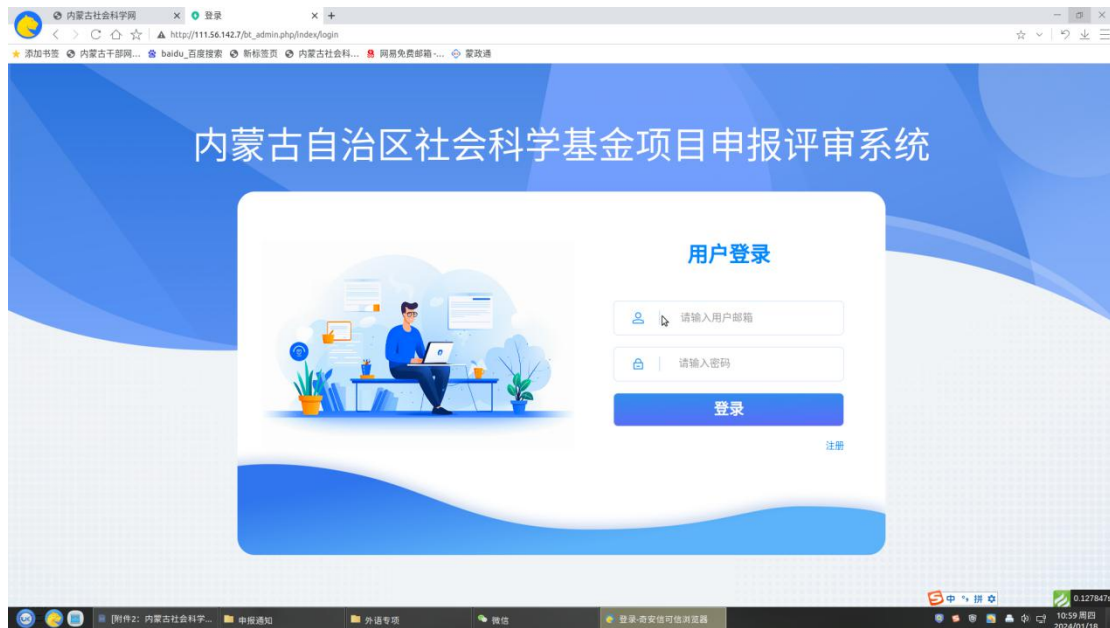 内蒙古社会科学网
登录
http://111.56.142.7/bt_admin.php/index/login
添加书签 内蒙古干部网... baidu_百度搜索 新标签页 内蒙古社会科... 网易免费邮箱-... 蒙政通
内蒙古自治区社会科学基金项目申报评审系统
用户登录
请输入用户邮箱
请输入密码
登录
注册
中 拼
0.127847s
[附件2：内蒙古社会科学... 申报通知 外语专项 微信 登录-奇安信可信浏览器
10:59 周四
2024/01/18